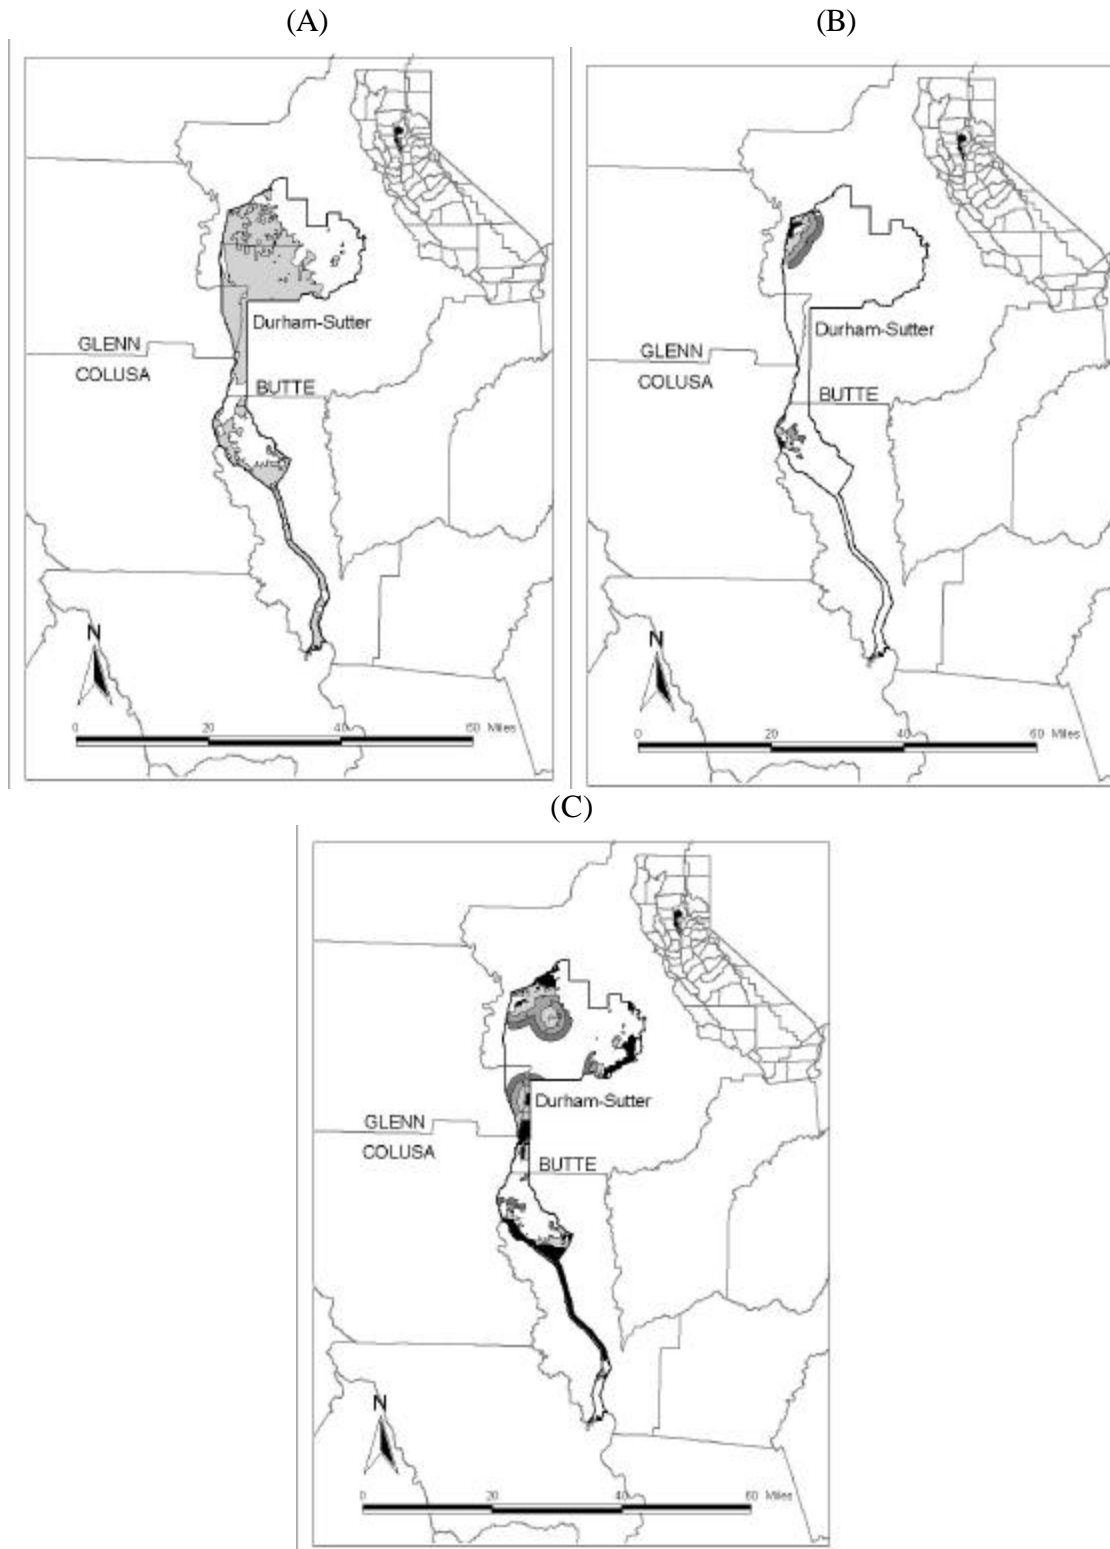 (A)
(B)
Durham-Sutter
GLENN
COLUSA
BUTTE
N
0 20 40 60 Miles
Durham-Sutter
GLENN
COLUSA
BUTTE
N
0 20 40 60 Miles
(C)
Durham-Sutter
GLENN
COLUSA
BUTTE
N
0 20 40 60 Miles